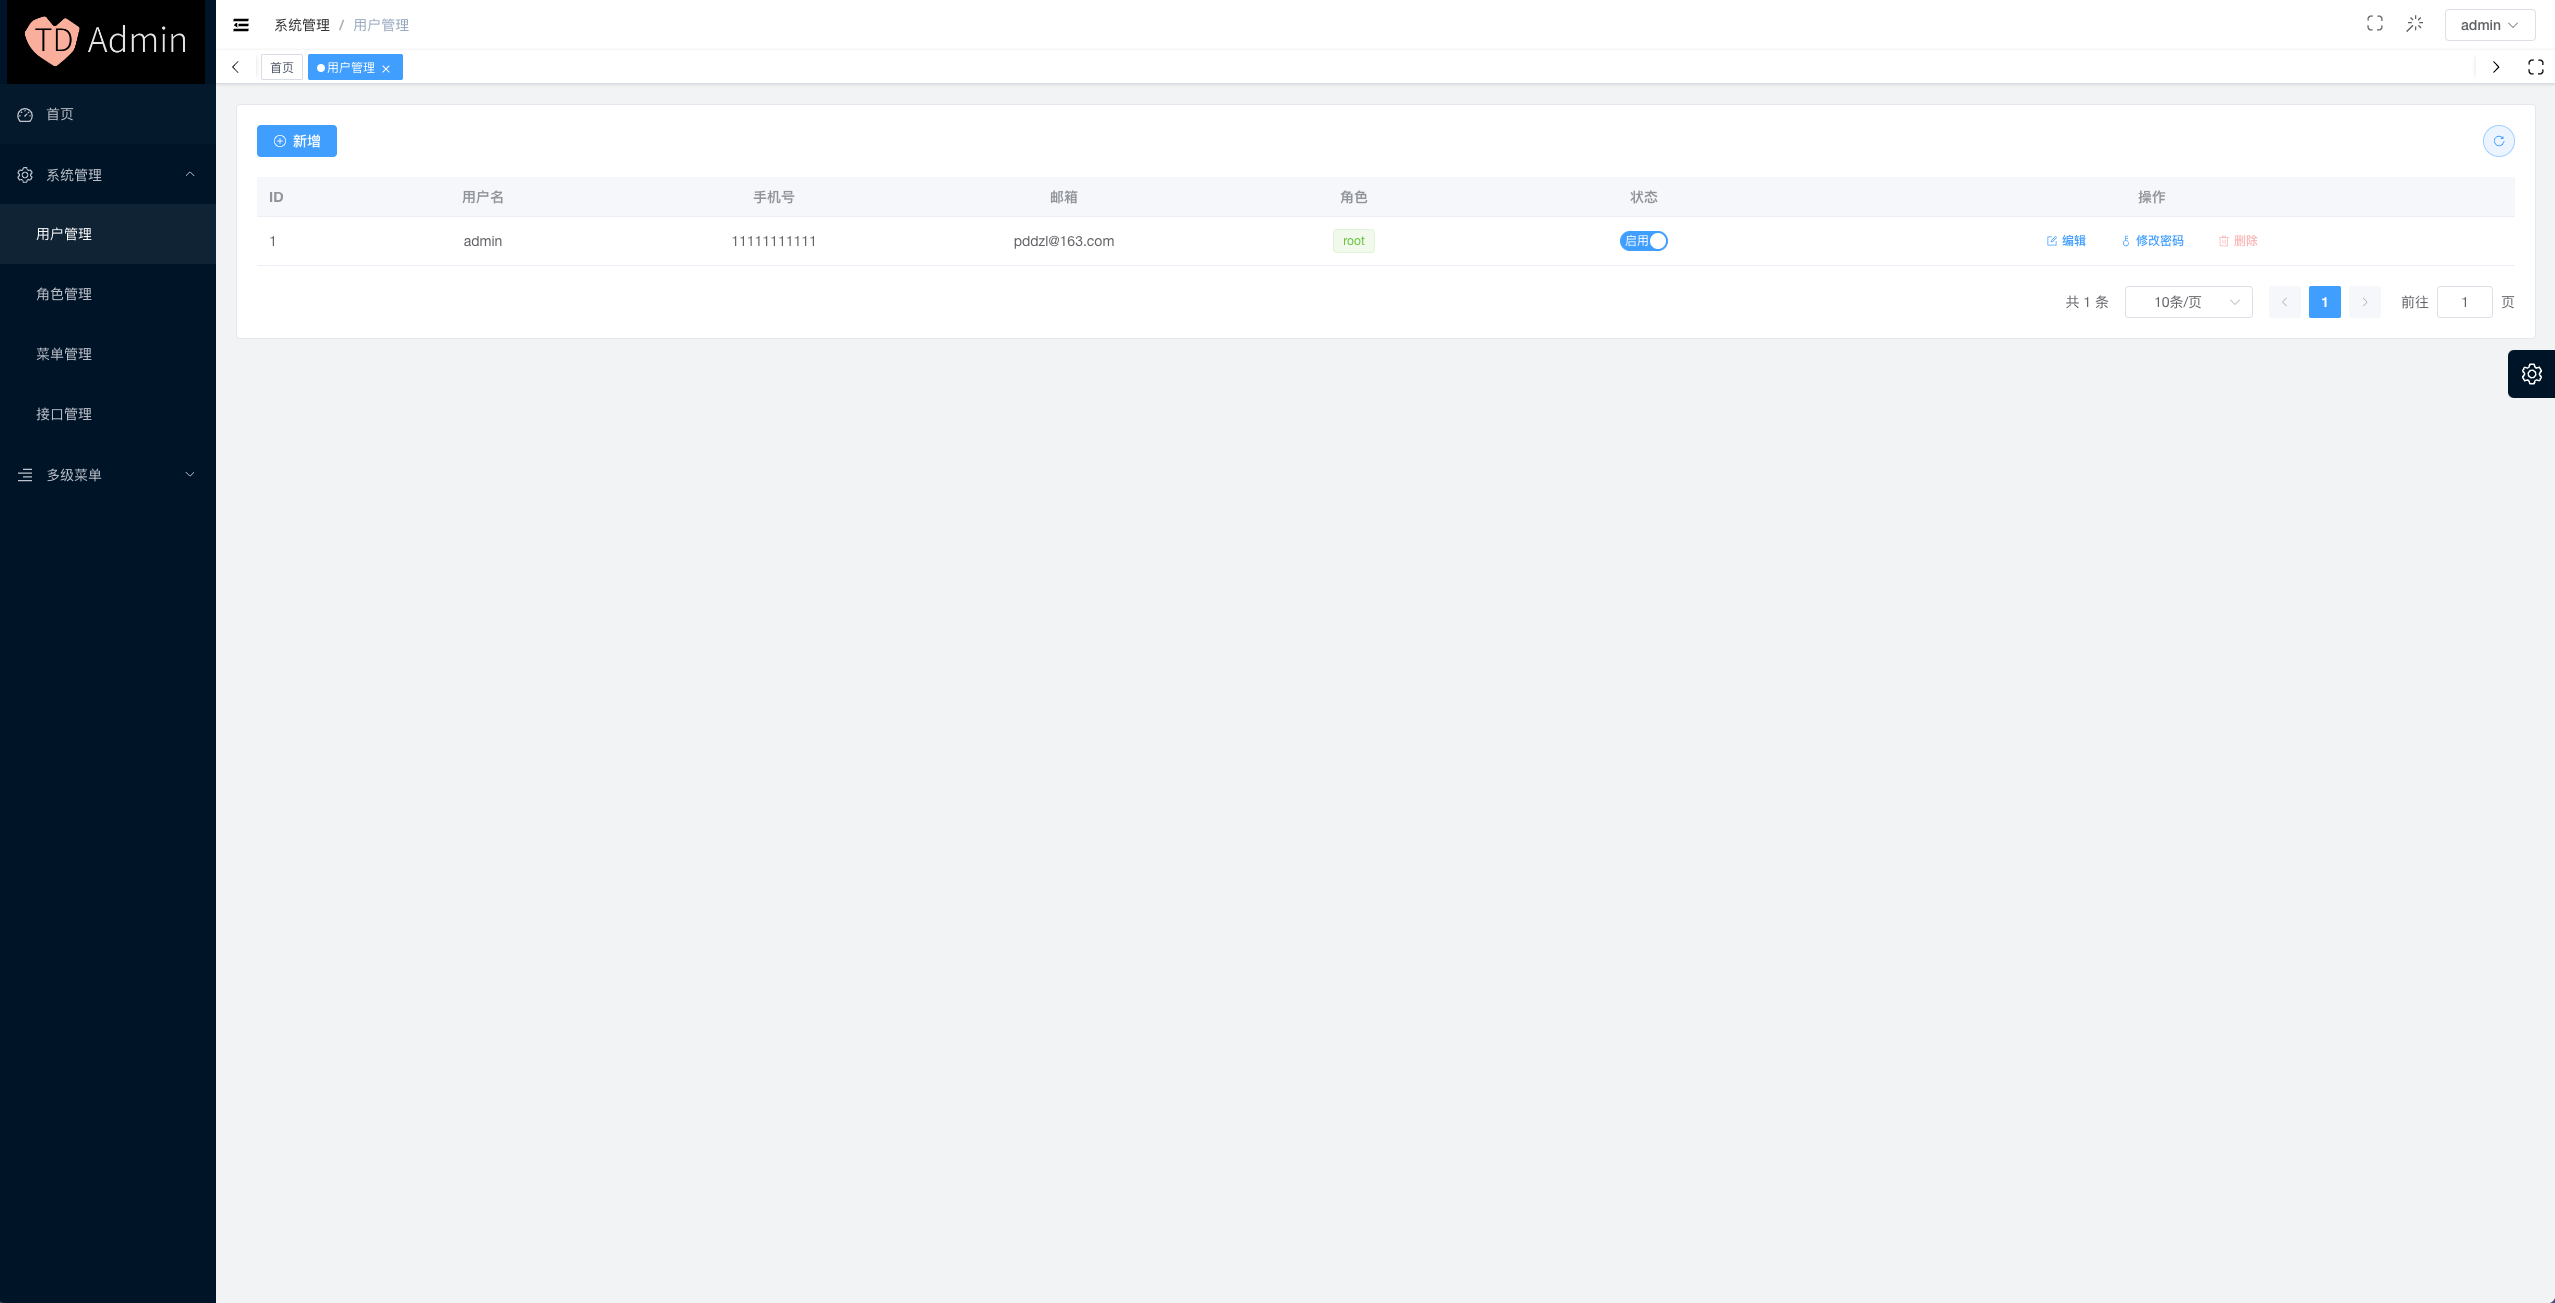 TD Admin
首页
系统管理
用户管理
角色管理
菜单管理
接口管理
多级菜单
系统管理 / 用户管理
admin
首页 用户管理
新增
ID 用户名 手机号 邮箱 角色 状态 操作
1 admin 11111111111 pddzl@163.com root 启用 编辑 修改密码 删除
共 1 条 10条/页 1 前往 1 页